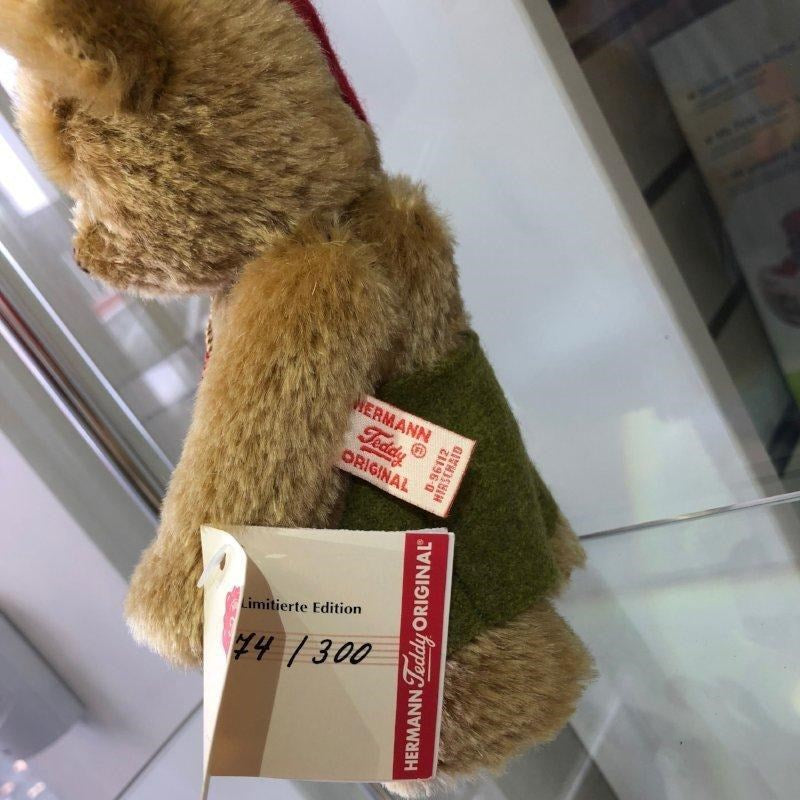 HERMANN
Teddy ®
ORIGINAL
D-96112
HIRSCHAID
Limitierte Edition
74 / 300
HERMANN Teddy ORIGINAL®